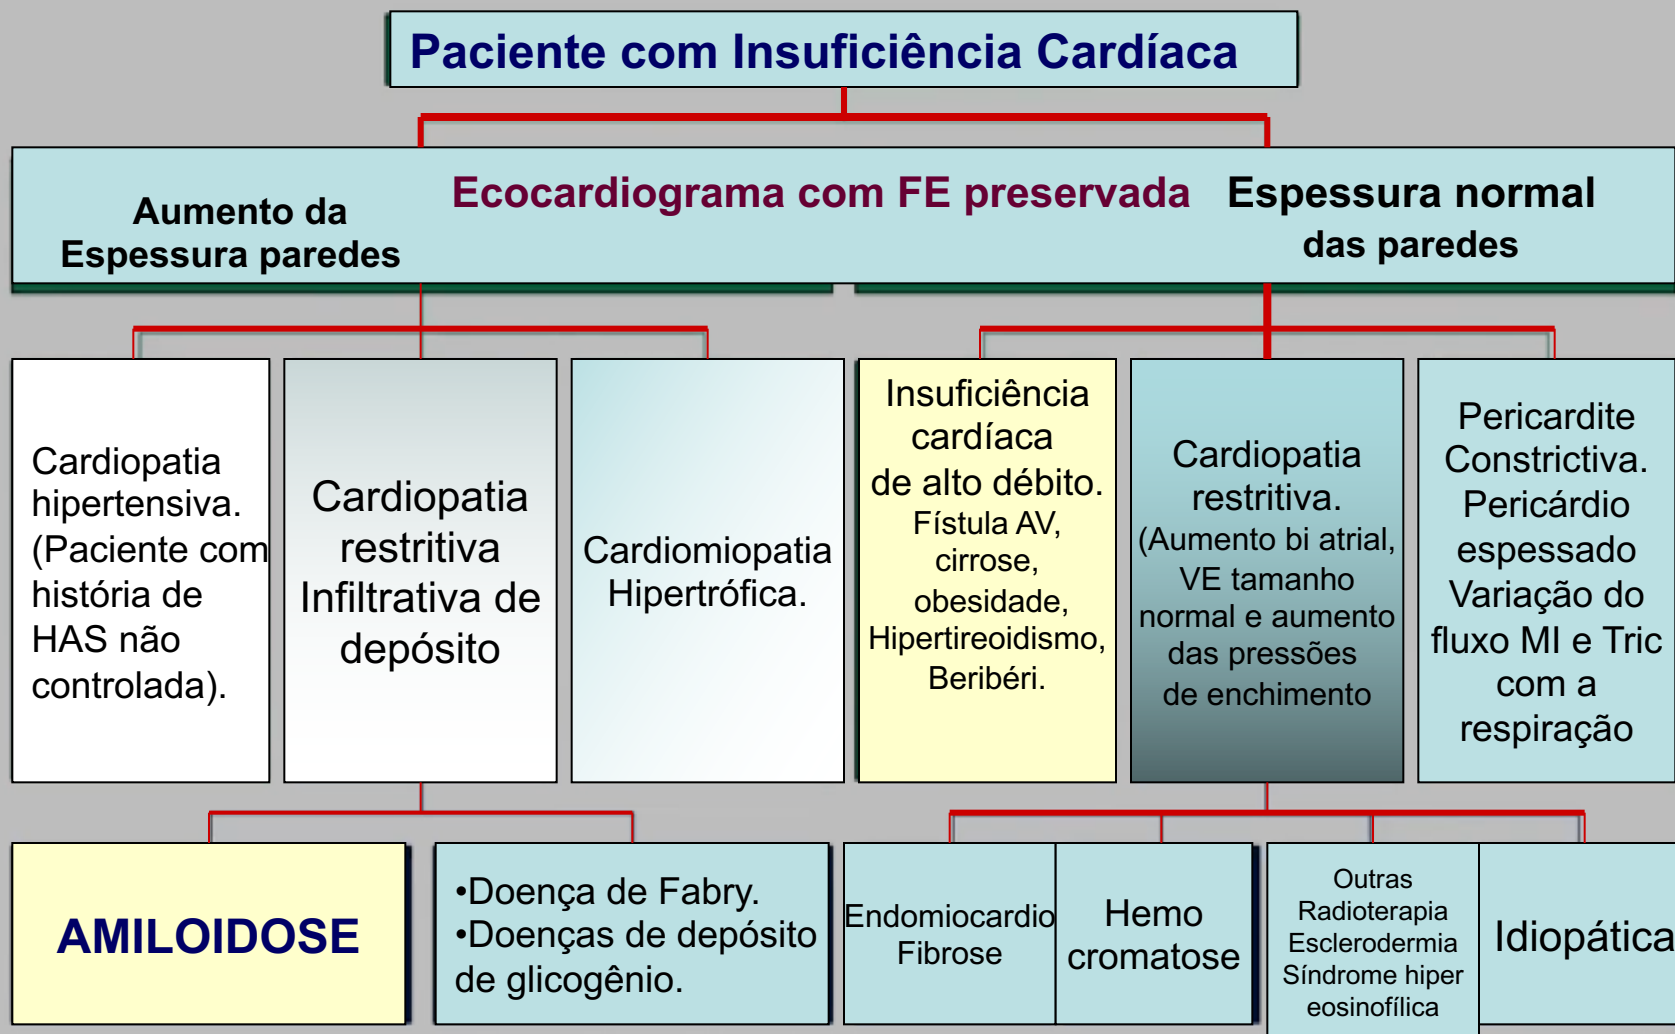 Paciente com Insuficiência Cardíaca
Ecocardiograma com FE preservada
Aumento da
Espessura paredes
Espessura normal
das paredes
Cardiopatia
hipertensiva.
(Paciente com
história de
HAS não
controlada).
Cardiopatia
restritiva
Infiltrativa de
depósito
Cardiomiopatia
Hipertrófica.
Insuficiência
cardíaca
de alto débito.
Fístula AV,
cirrose,
obesidade,
Hipertireoidismo,
Beribéri.
Cardiopatia
restritiva.
(Aumento bi atrial,
VE tamanho
normal e aumento
das pressões
de enchimento
Pericardite
Constrictiva.
Pericárdio
espessado
Variação do
fluxo MI e Tric
com a
respiração
AMILOIDOSE
•Doença de Fabry.
•Doenças de depósito
de glicogênio.
Endomiocardio
Fibrose
Hemo
cromatose
Outras
Radioterapia
Esclerodermia
Síndrome hiper
eosinofílica
Idiopática